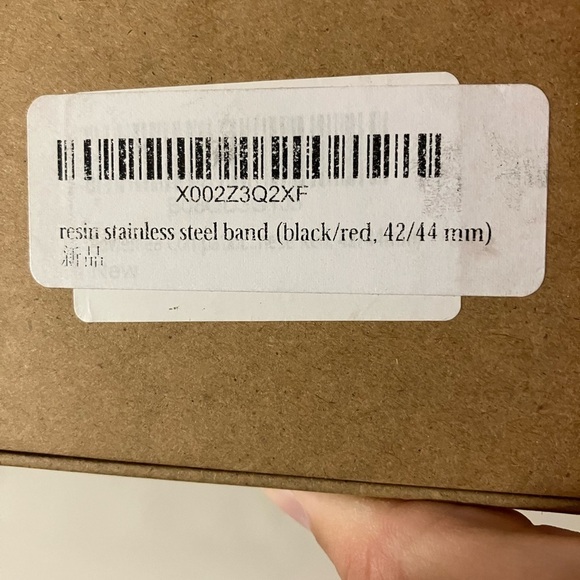 X002Z3Q2XF
resin stainless steel band (black/red, 42/44 mm)
新品